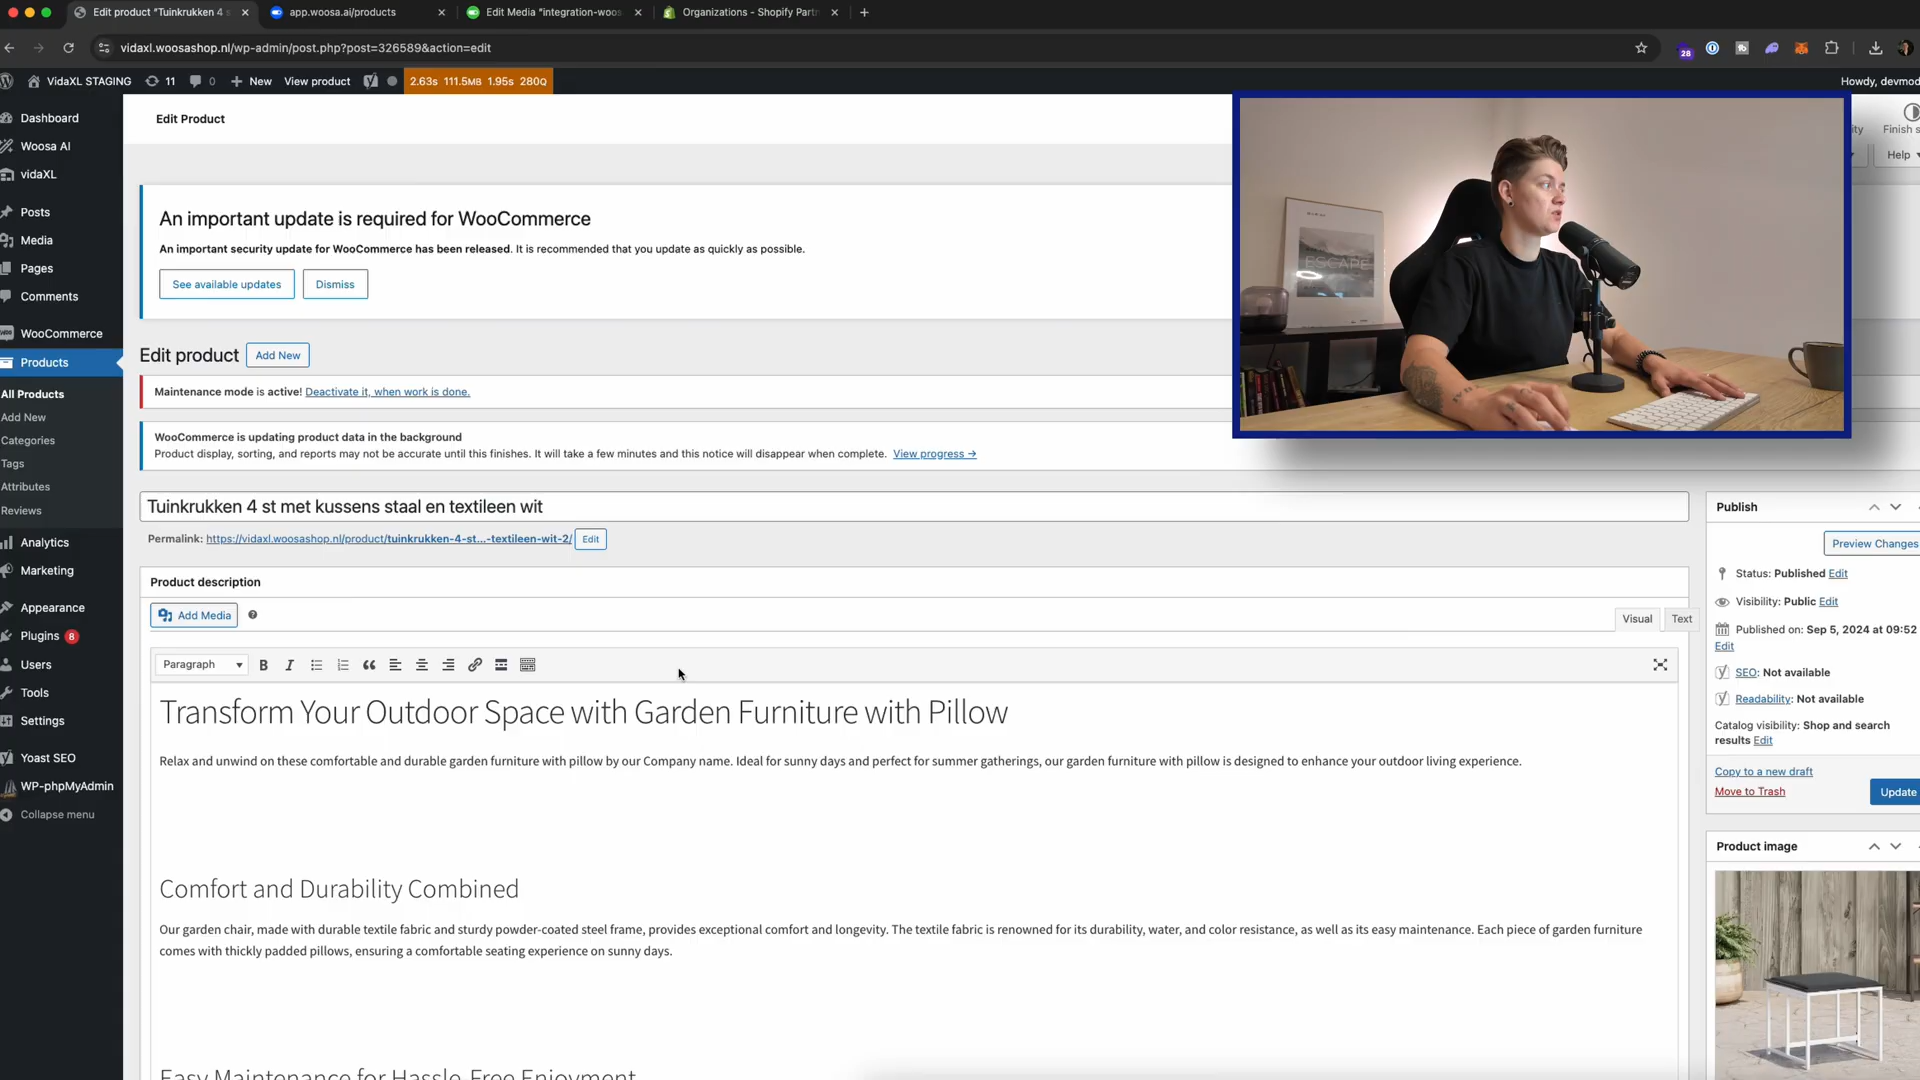 Edit product "Tuinkrukken 4 s
app.woosa.ai/products
Edit Media "integration-woos
Organizations - Shopify Part
vidaxl.woosashop.nl/wp-admin/post.php?post=326589&action=edit
28
VidaXL STAGING
11
0
New
View product
2.63s 111.5MB 1.95s 280Q
Howdy, devmod
Dashboard
Woosa AI
vidaXL
Posts
Media
Pages
Comments
WooCommerce
Products
All Products
Add New
Categories
Tags
Attributes
Reviews
Analytics
Marketing
Appearance
Plugins 8
Users
Tools
Settings
Yoast SEO
WP-phpMyAdmin
Collapse menu
Edit Product
Finish s
Help
An important update is required for WooCommerce
An important security update for WooCommerce has been released. It is recommended that you update as quickly as possible.
See available updates
Dismiss
ESCAPE
Edit product
Add New
Maintenance mode is active! Deactivate it, when work is done.
WooCommerce is updating product data in the background
Product display, sorting, and reports may not be accurate until this finishes. It will take a few minutes and this notice will disappear when complete. View progress →
Tuinkrukken 4 st met kussens staal en textileen wit
Permalink: https://vidaxl.woosashop.nl/product/tuinkrukken-4-st...-textileen-wit-2/ Edit
Product description
Add Media
Visual
Text
Paragraph
Transform Your Outdoor Space with Garden Furniture with Pillow
Relax and unwind on these comfortable and durable garden furniture with pillow by our Company name. Ideal for sunny days and perfect for summer gatherings, our garden furniture with pillow is designed to enhance your outdoor living experience.
Comfort and Durability Combined
Our garden chair, made with durable textile fabric and sturdy powder-coated steel frame, provides exceptional comfort and longevity. The textile fabric is renowned for its durability, water, and color resistance, as well as its easy maintenance. Each piece of garden furniture
comes with thickly padded pillows, ensuring a comfortable seating experience on sunny days.
Easy Maintenance for Hassle-Free Enjoyment
Publish
Preview Changes
Status: Published Edit
Visibility: Public Edit
Published on: Sep 5, 2024 at 09:52
Edit
SEO: Not available
Readability: Not available
Catalog visibility: Shop and search
results Edit
Copy to a new draft
Move to Trash
Update
Product image